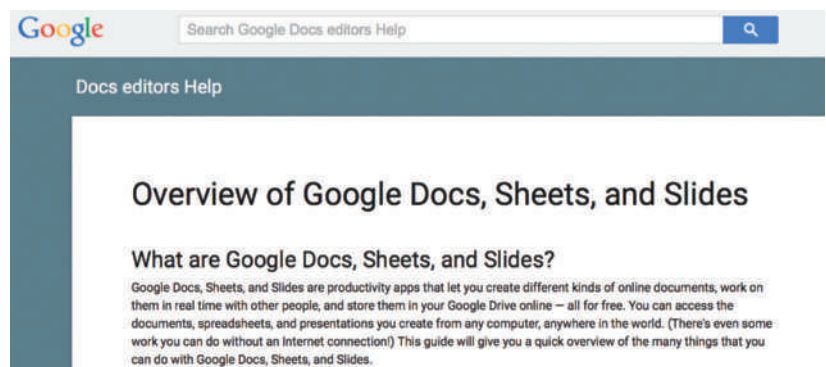 Google
Search Google Docs editors Help
Docs editors Help
Overview of Google Docs, Sheets, and Slides
What are Google Docs, Sheets, and Slides?
Google Docs, Sheets, and Slides are productivity apps that let you create different kinds of online documents, work on
them in real time with other people, and store them in your Google Drive online — all for free. You can access the
documents, spreadsheets, and presentations you create from any computer, anywhere in the world. (There's even some
work you can do without an Internet connection!) This guide will give you a quick overview of the many things that you
can do with Google Docs, Sheets, and Slides.